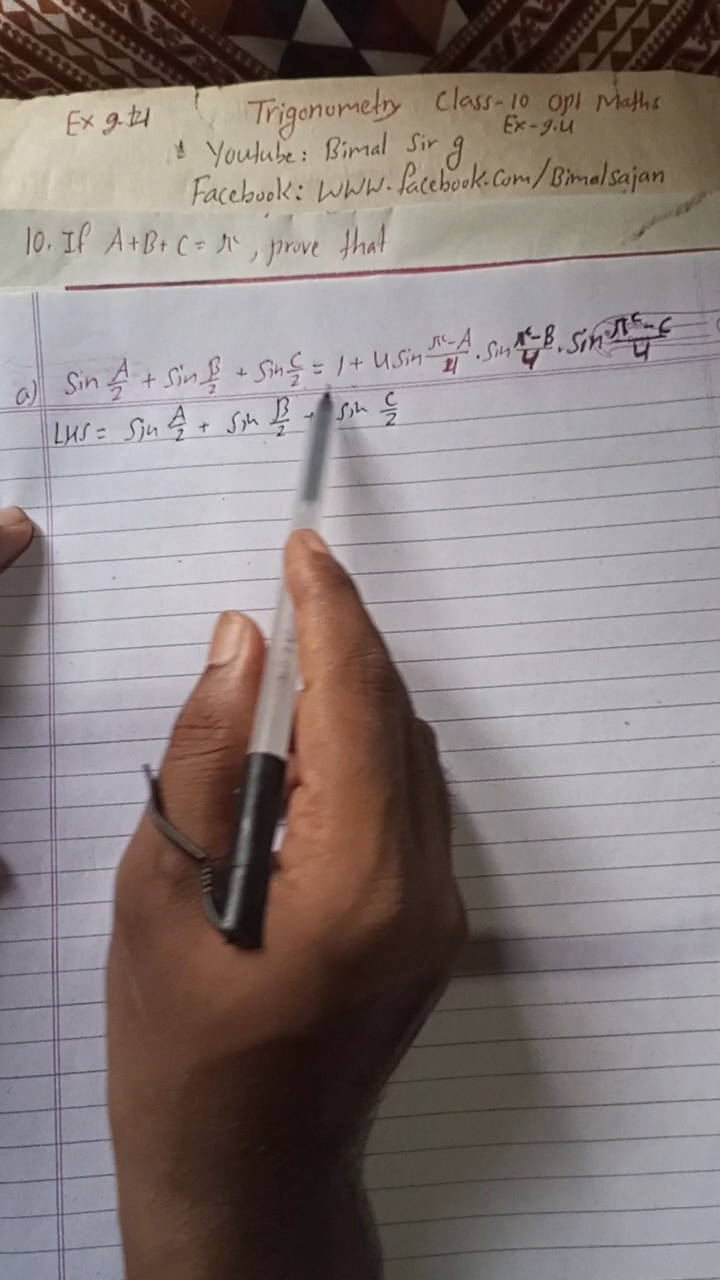 Ex 9.4 Trigonometry Class-10 Opt Maths
Ex-9.4
Youtube: Bimal Sir g
Facebook: WWW.facebook.Com/Bimalsajan
10. If A+B+C = π^c, prove that
a) Sin A/2 + Sin B/2 + Sin C/2 = 1 + 4 Sin (π^c-A)/4 . Sin (π^c-B)/4 . Sin (π^c-C)/4
LHS = Sin A/2 + Sin B/2 + Sin C/2